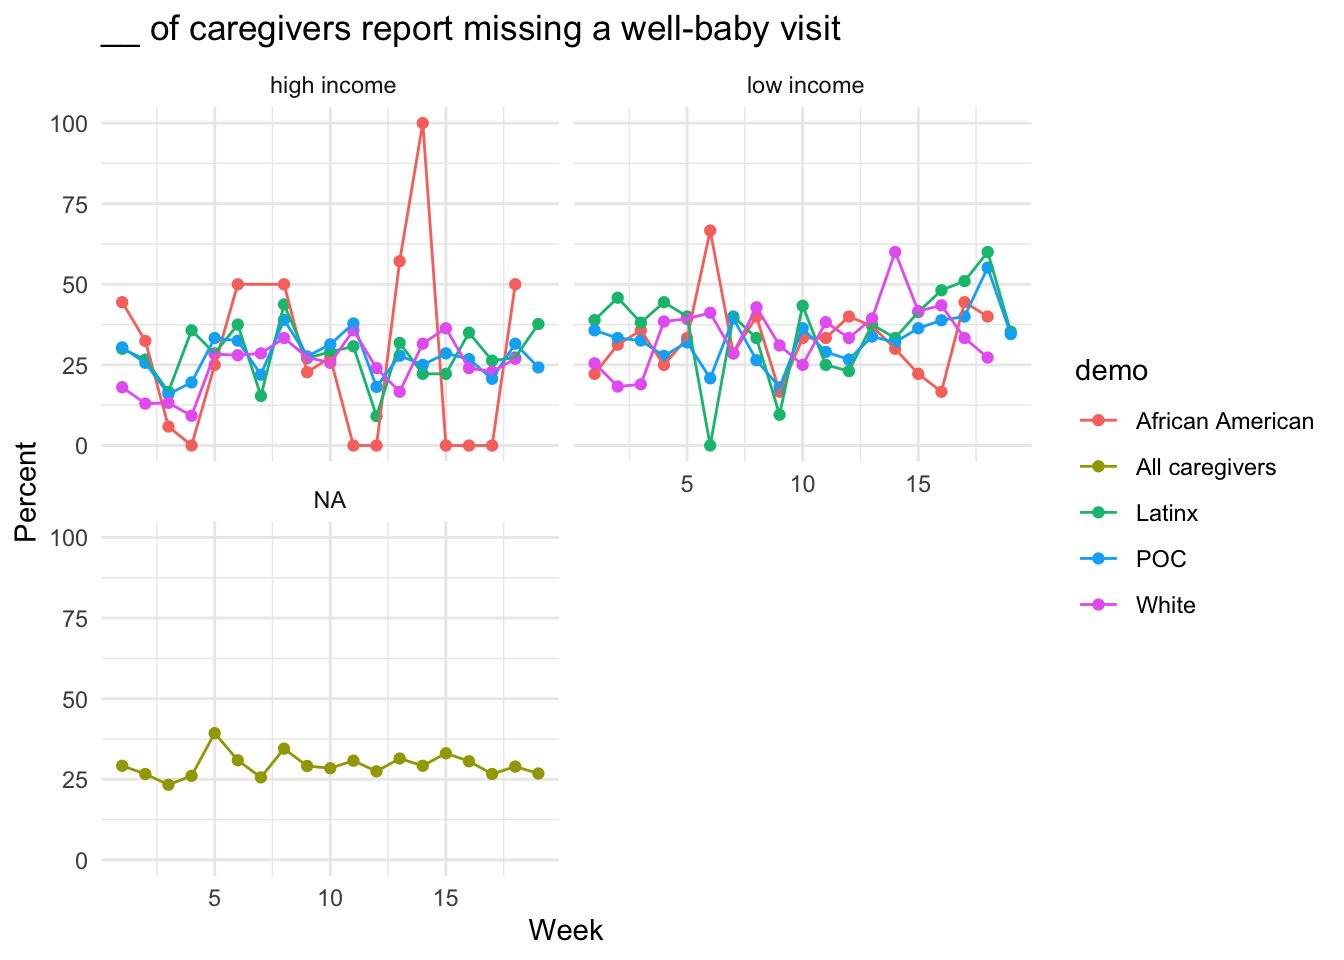 __ of caregivers report missing a well-baby visit
high income
low income
100
75
50
25
0
5 10 15
NA
100
75
50
25
0
5 10 15
Percent
Week
demo
African American
All caregivers
Latinx
POC
White